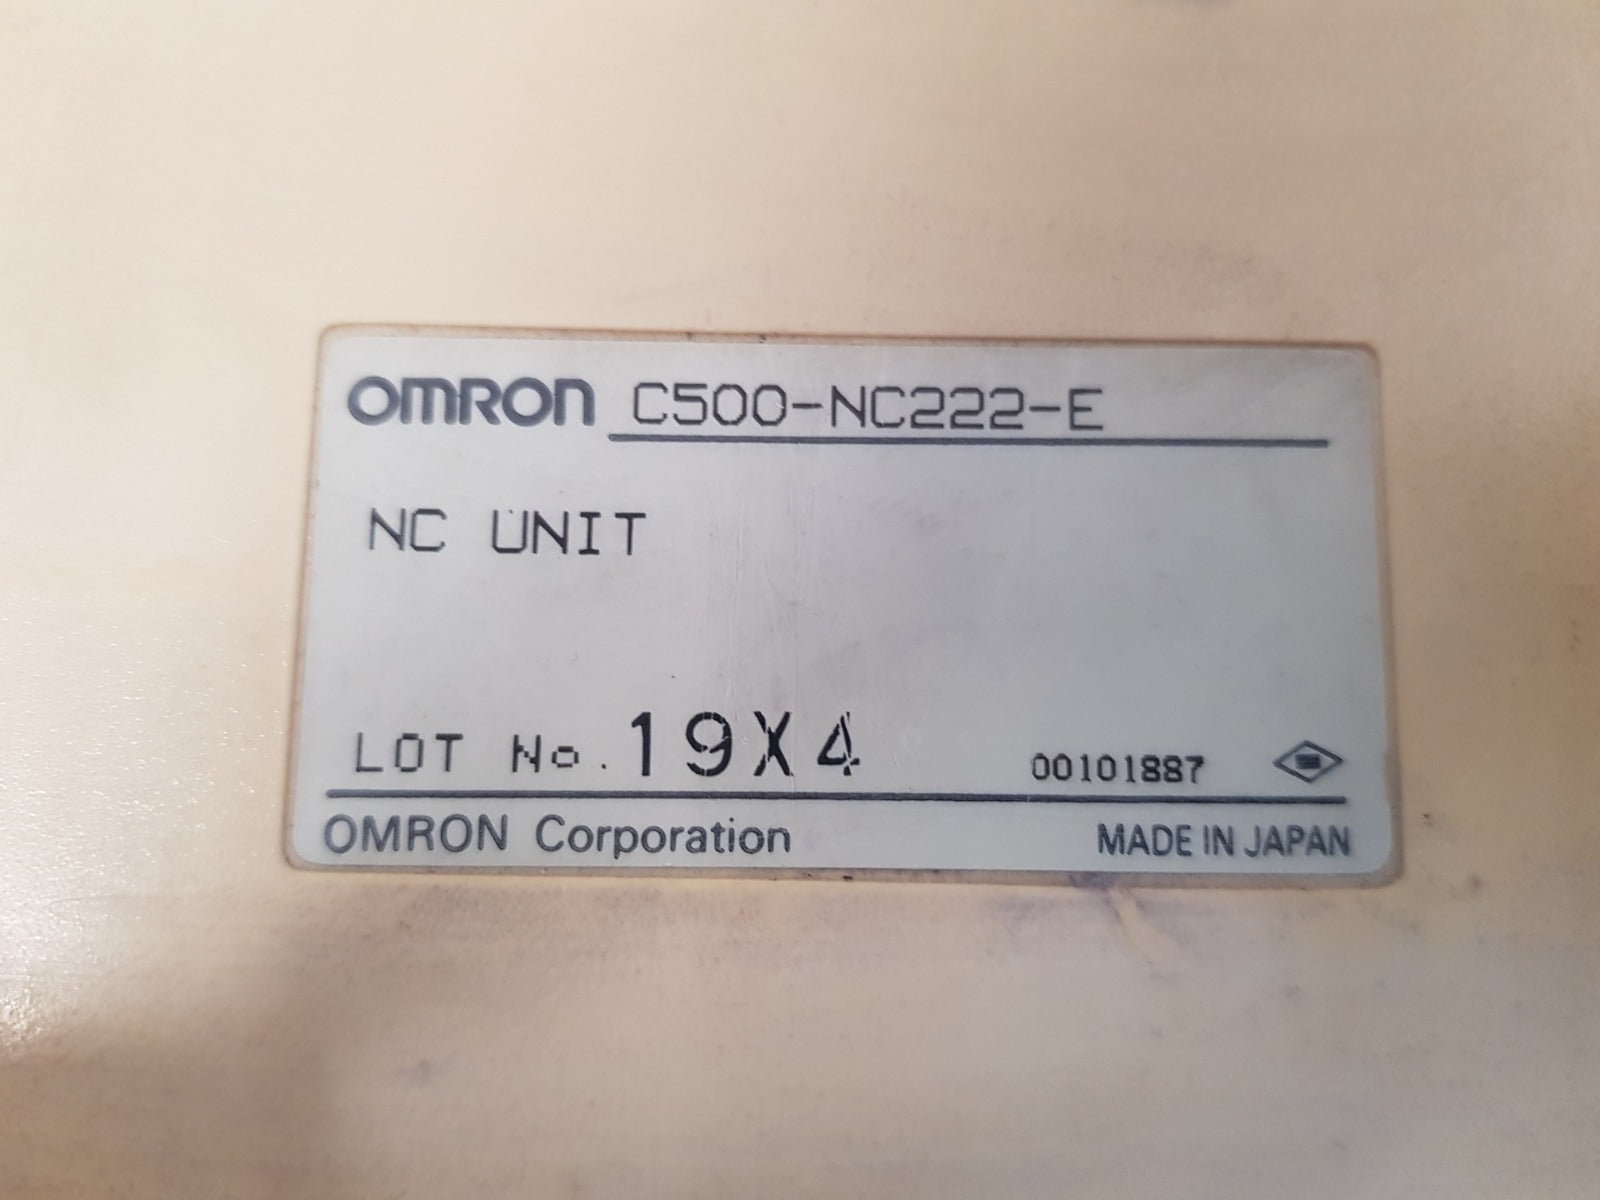 OMRON C500-NC222-E
NC UNIT
LOT No. 19X4 00101887
OMRON Corporation MADE IN JAPAN